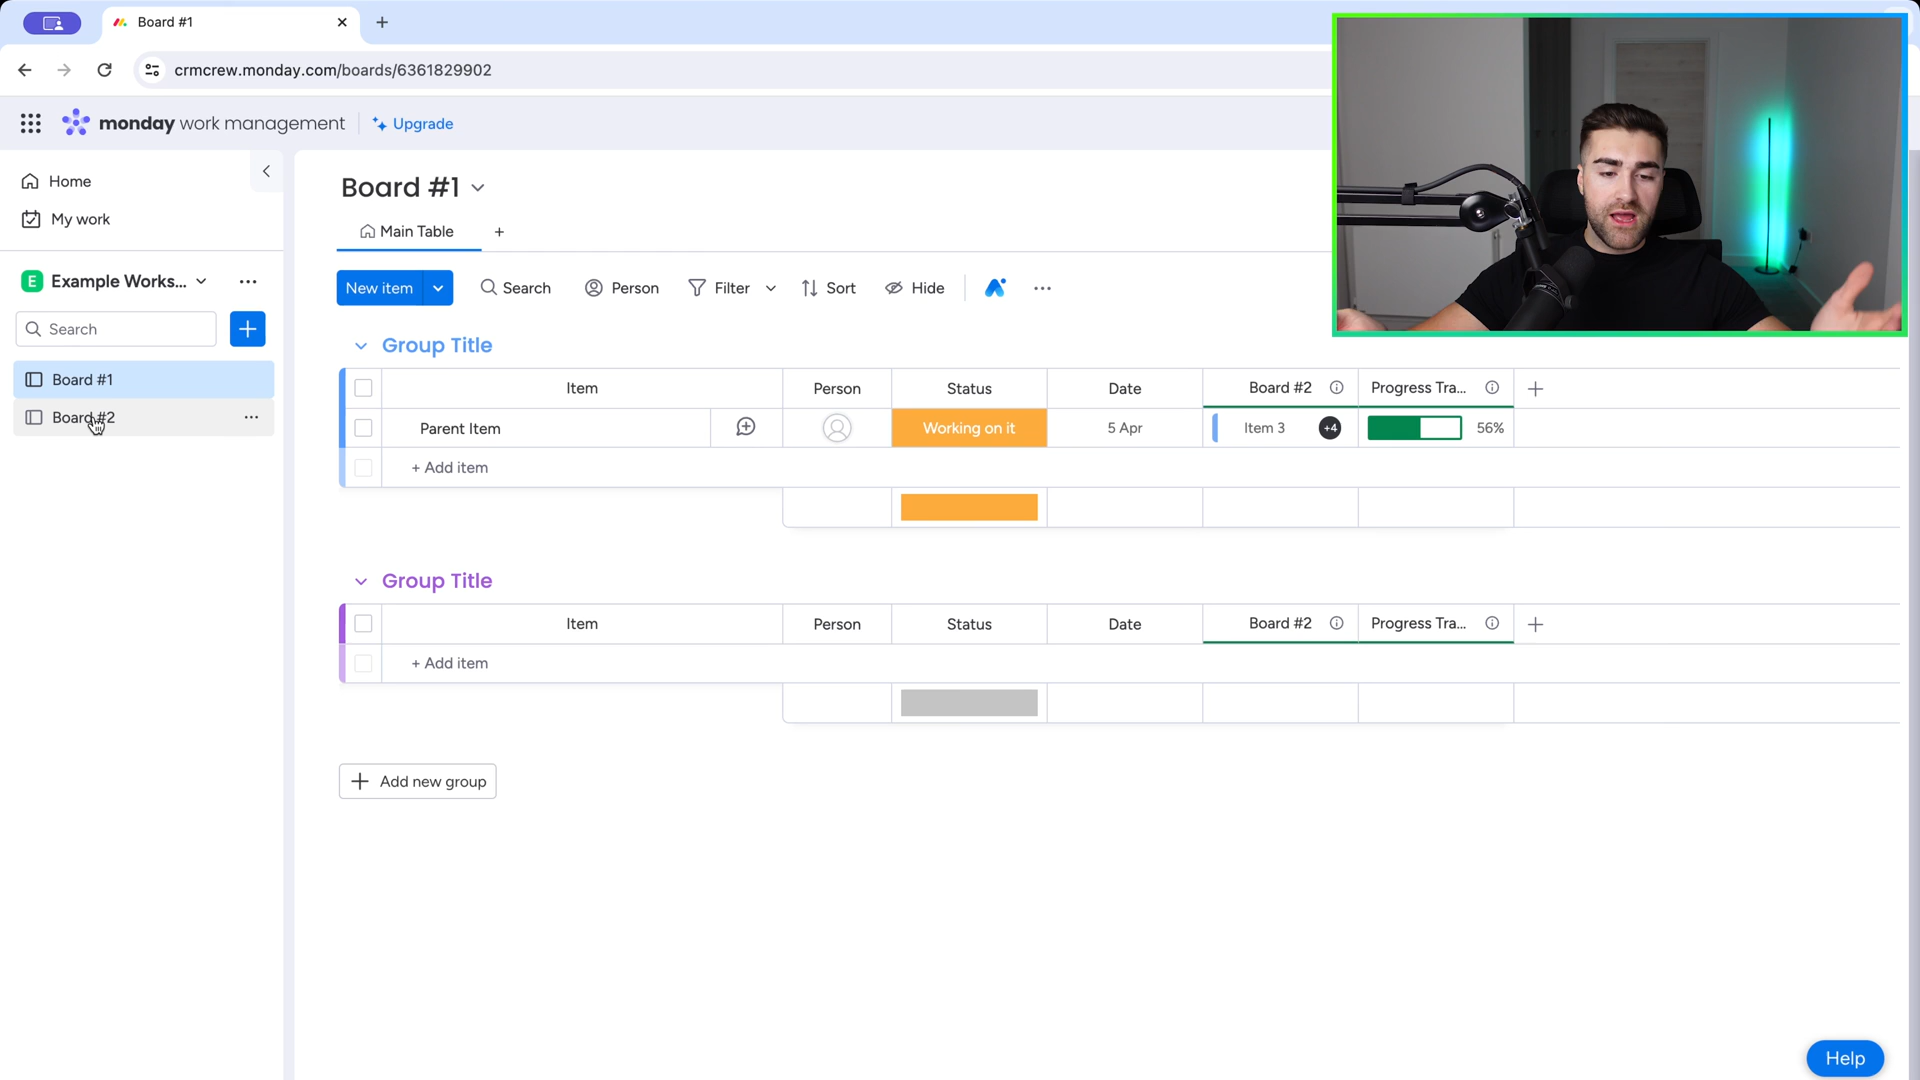 Board #1
crmcrew.monday.com/boards/6361829902
monday work management
Upgrade
Home
My work
E Example Works...
Search
Board #1
Board #2
Board #1
Main Table
New item
Search
Person
Filter
Sort
Hide
Group Title
Item Person Status Date Board #2 Progress Tra...
Parent Item Working on it 5 Apr Item 3 +4 56%
+ Add item
Group Title
Item Person Status Date Board #2 Progress Tra...
+ Add item
Add new group
Help